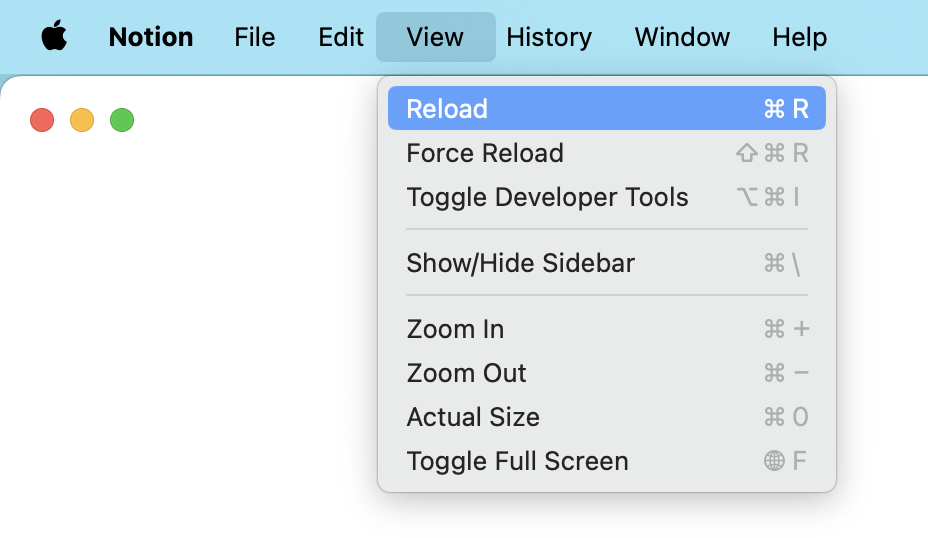 Notion File Edit View History Window Help
Reload ⌘ R
Force Reload ⇧ ⌘ R
Toggle Developer Tools ⌥ ⌘ I
Show/Hide Sidebar ⌘ \
Zoom In ⌘ +
Zoom Out ⌘ −
Actual Size ⌘ 0
Toggle Full Screen 🌐 F